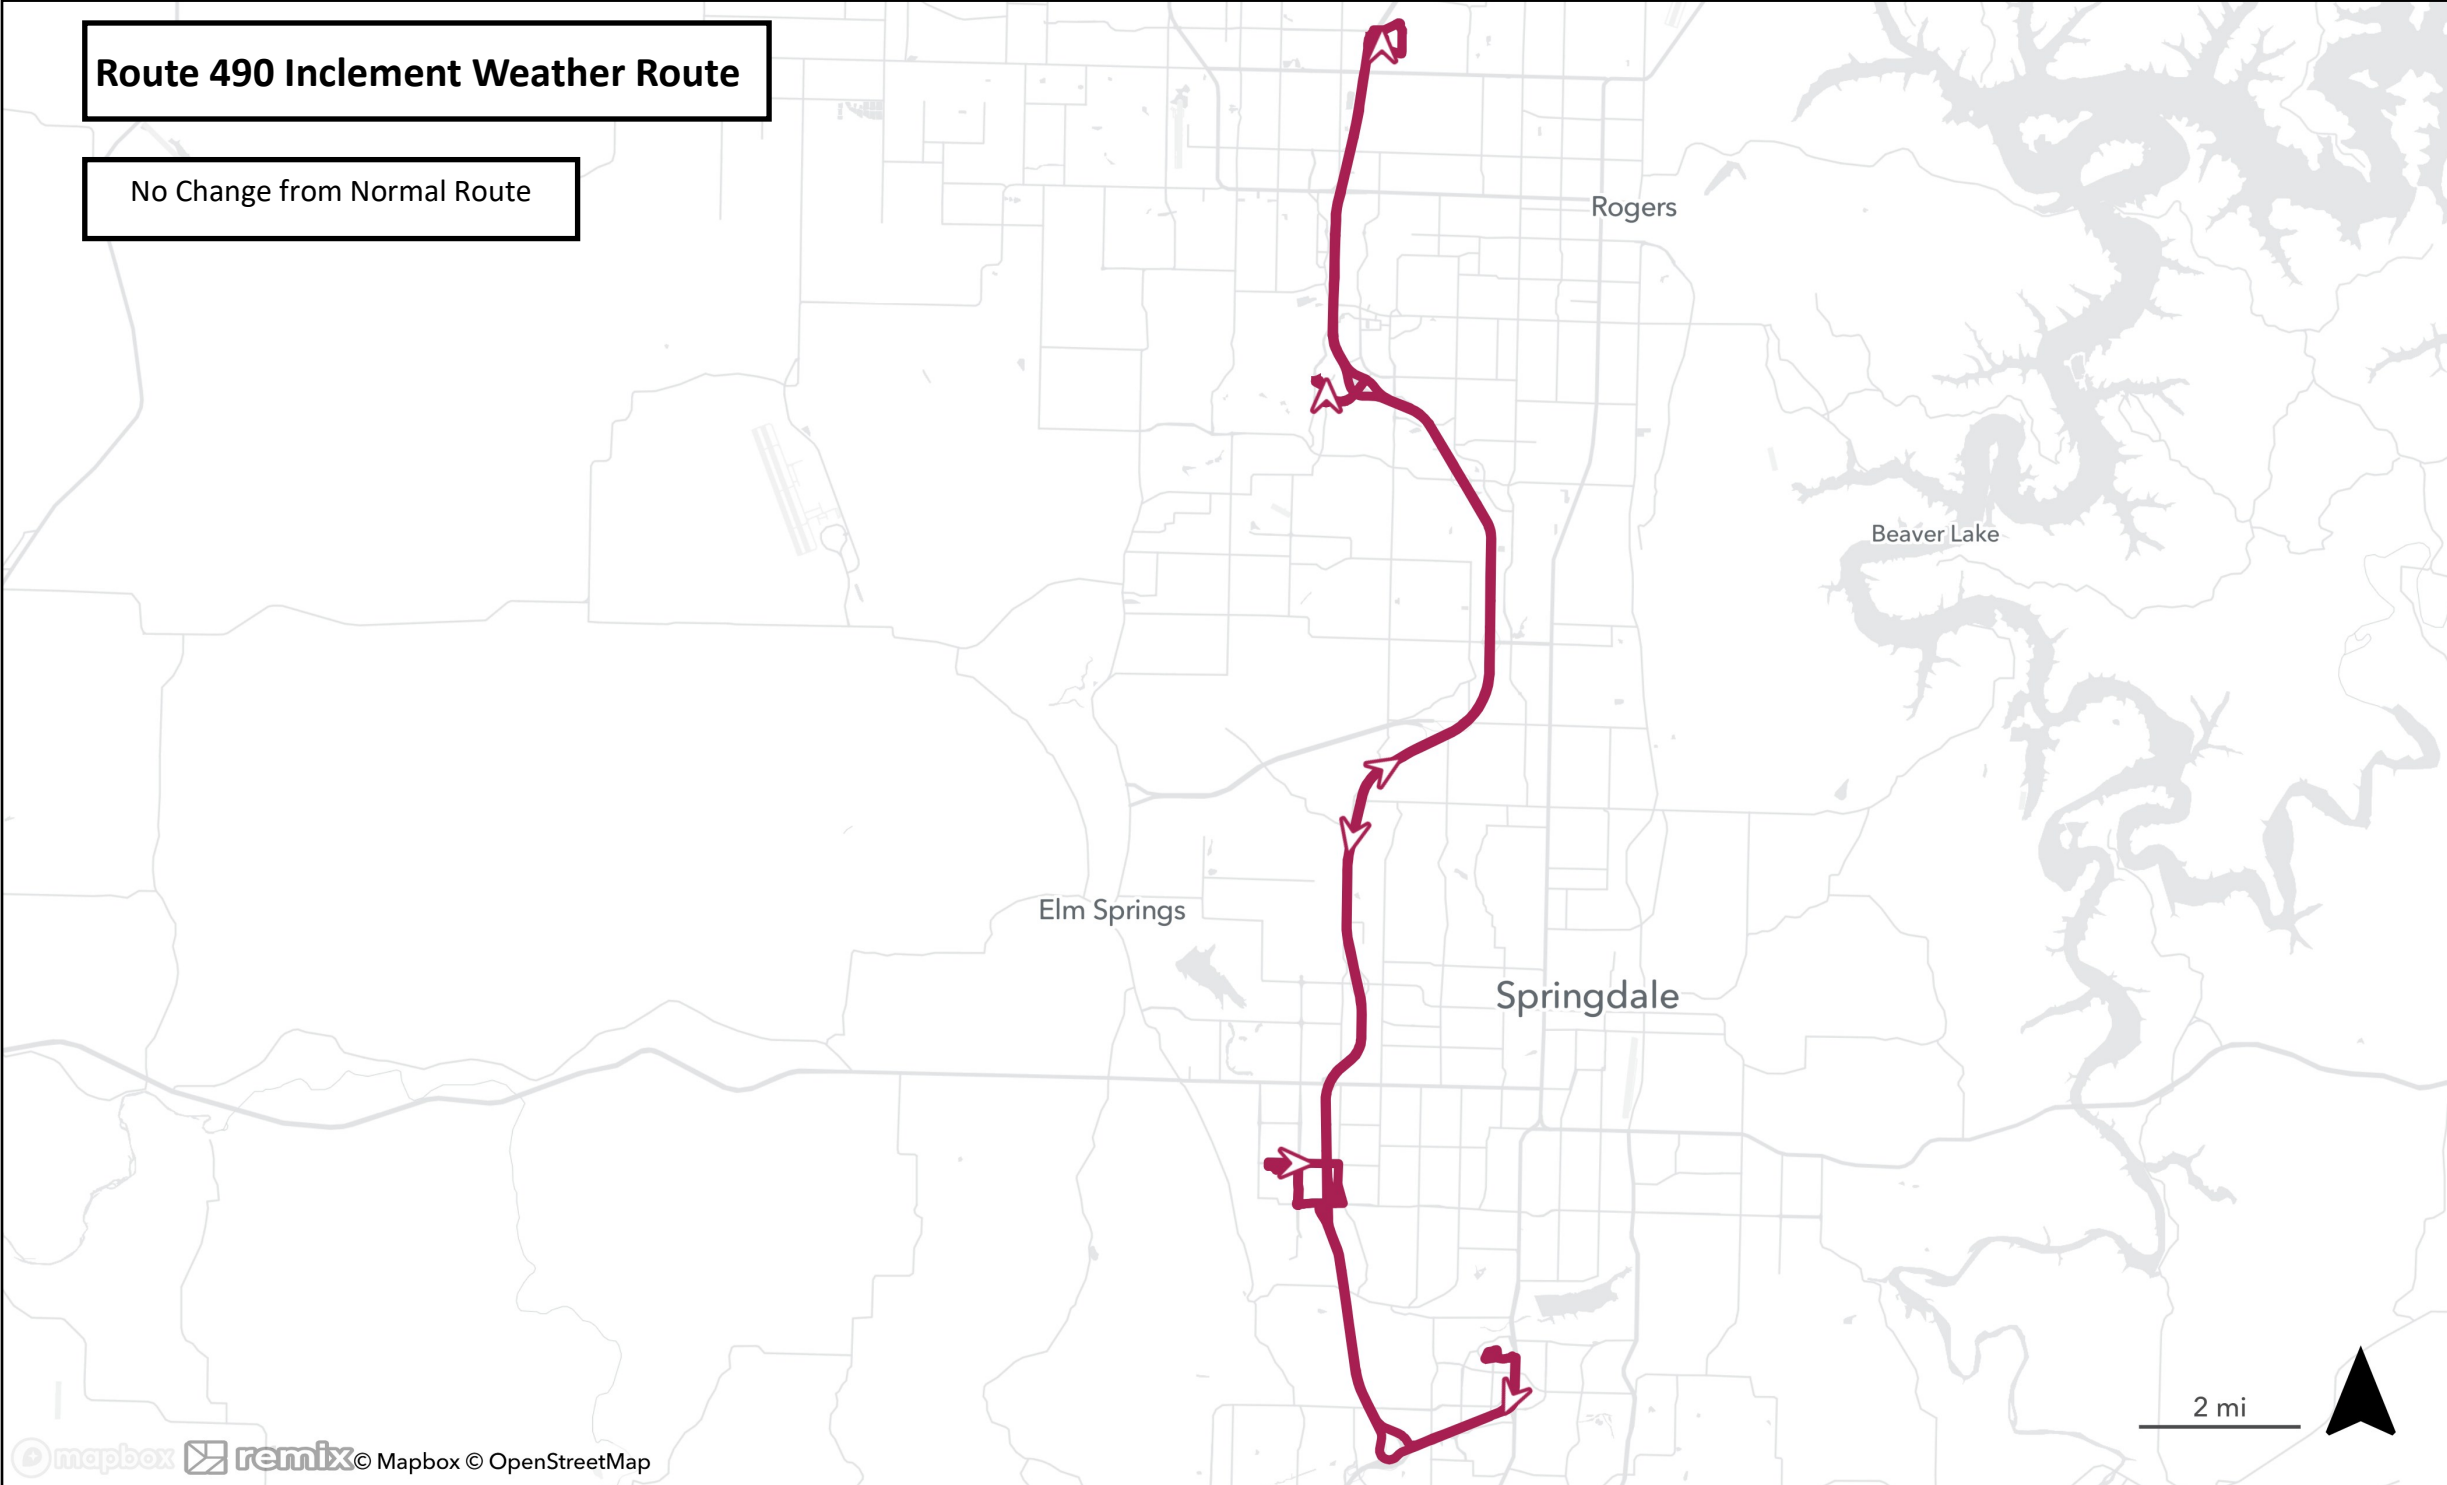 Route 490 Inclement Weather Route
No Change from Normal Route
Rogers
Beaver Lake
Elm Springs
Springdale
2 mi
mapbox remix © Mapbox © OpenStreetMap